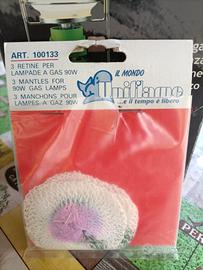 ART. 100133
3 RETINE PER
LAMPADE A GAS 90W
3 MANTLES FOR
90W GAS LAMPS
3 MANCHONS POUR
LAMPES A GAZ 90W
IL MONDO
Unifiamme
...e il tempo è libero